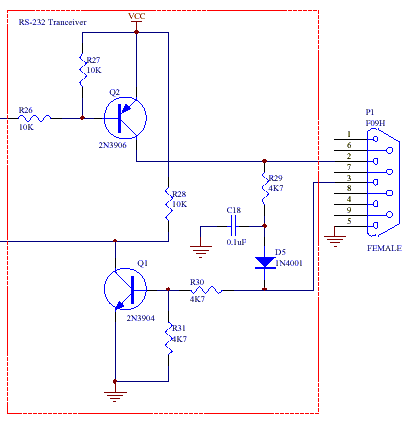 RS-232 Tranceiver
VCC
R27
10K
Q2
R26
10K
2N3906
P1
F09H
1
6
2
7
3
8
4
9
5
FEMALE
R29
4K7
R28
10K
C18
0.1uF
D5
1N4001
Q1
R30
4K7
2N3904
R31
4K7